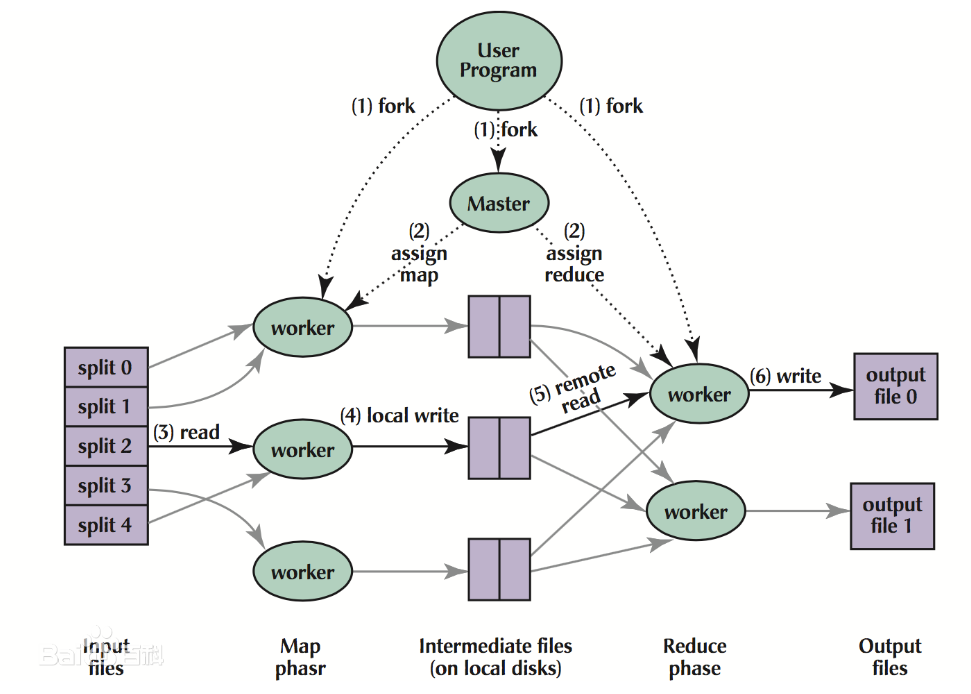 User
Program
(1) fork
(1) fork
(1) fork
Master
(2)
assign
map
(2)
assign
reduce
worker
split 0
split 1
split 2
split 3
split 4
(3) read
worker
(4) local write
(5) remote
read
worker
(6) write
output
file 0
worker
output
file 1
worker
Input
files
Map
phasr
Intermediate files
(on local disks)
Reduce
phase
Output
files
Bai百科